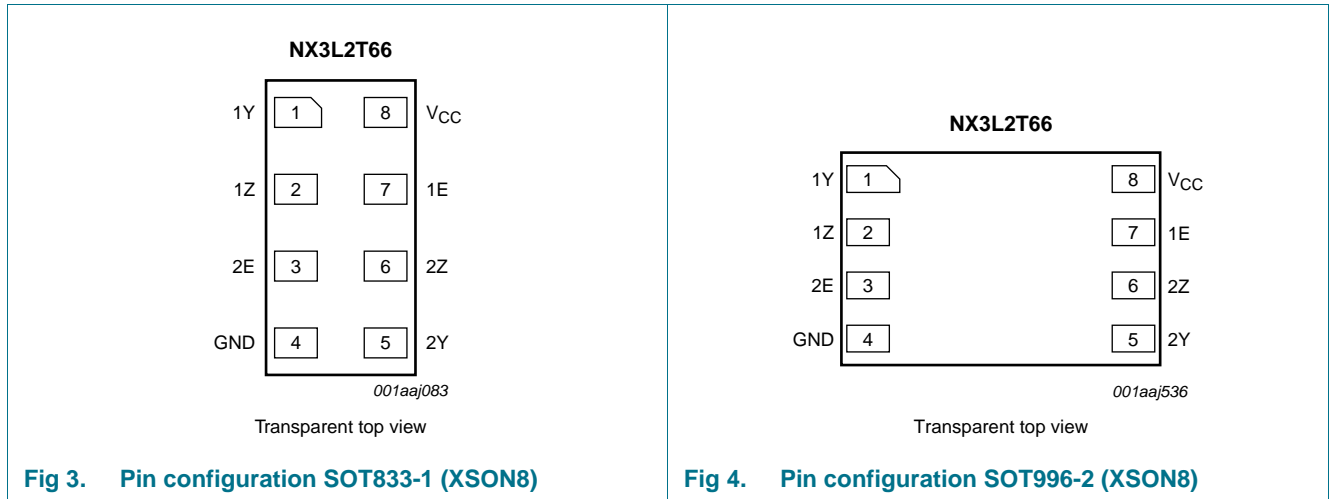 NX3L2T66
1Y 1 8 VCC
1Z 2 7 1E
2E 3 6 2Z
GND 4 5 2Y
001aaj083
Transparent top view
Fig 3. Pin configuration SOT833-1 (XSON8)
NX3L2T66
1Y 1 8 VCC
1Z 2 7 1E
2E 3 6 2Z
GND 4 5 2Y
001aaj536
Transparent top view
Fig 4. Pin configuration SOT996-2 (XSON8)